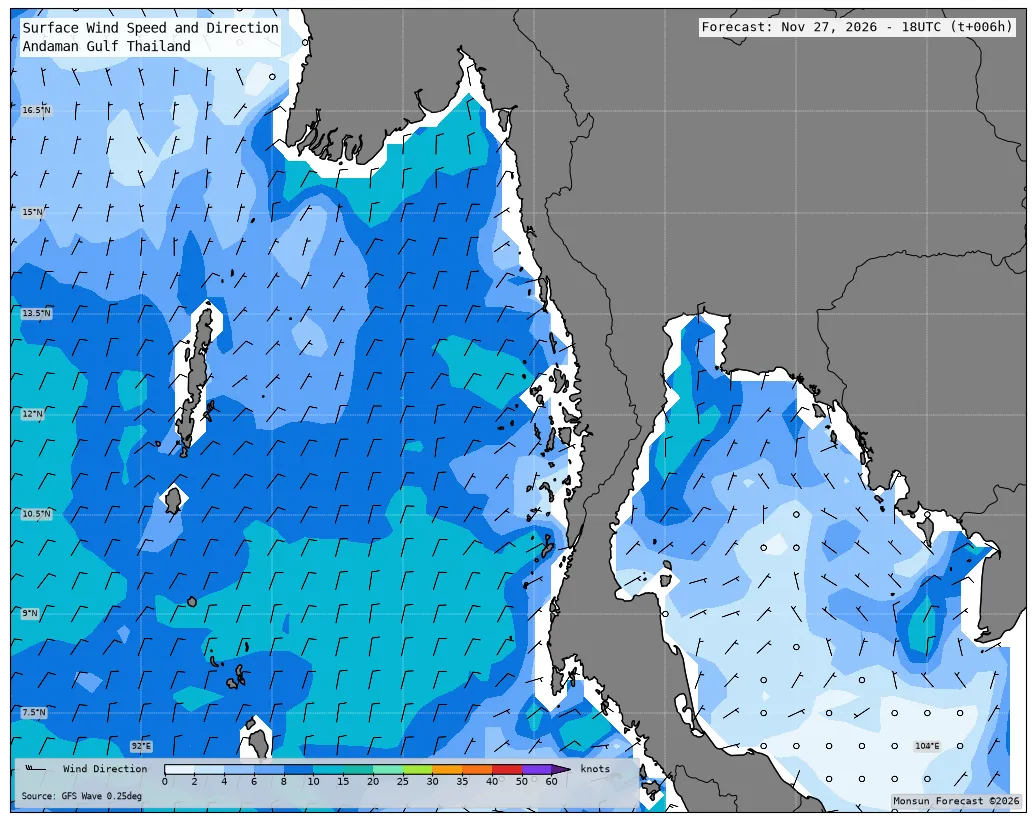 Surface Wind Speed and Direction
Andaman Gulf Thailand
Forecast: Nov 27, 2026 - 18UTC (t+006h)
16.5°N
15°N
13.5°N
12°N
10.5°N
9°N
7.5°N
92°E
104°E
Wind Direction
0 2 4 6 8 10 15 20 25 30 35 40 50 60
knots
Source: GFS Wave 0.25deg
Monsun Forecast ©2026